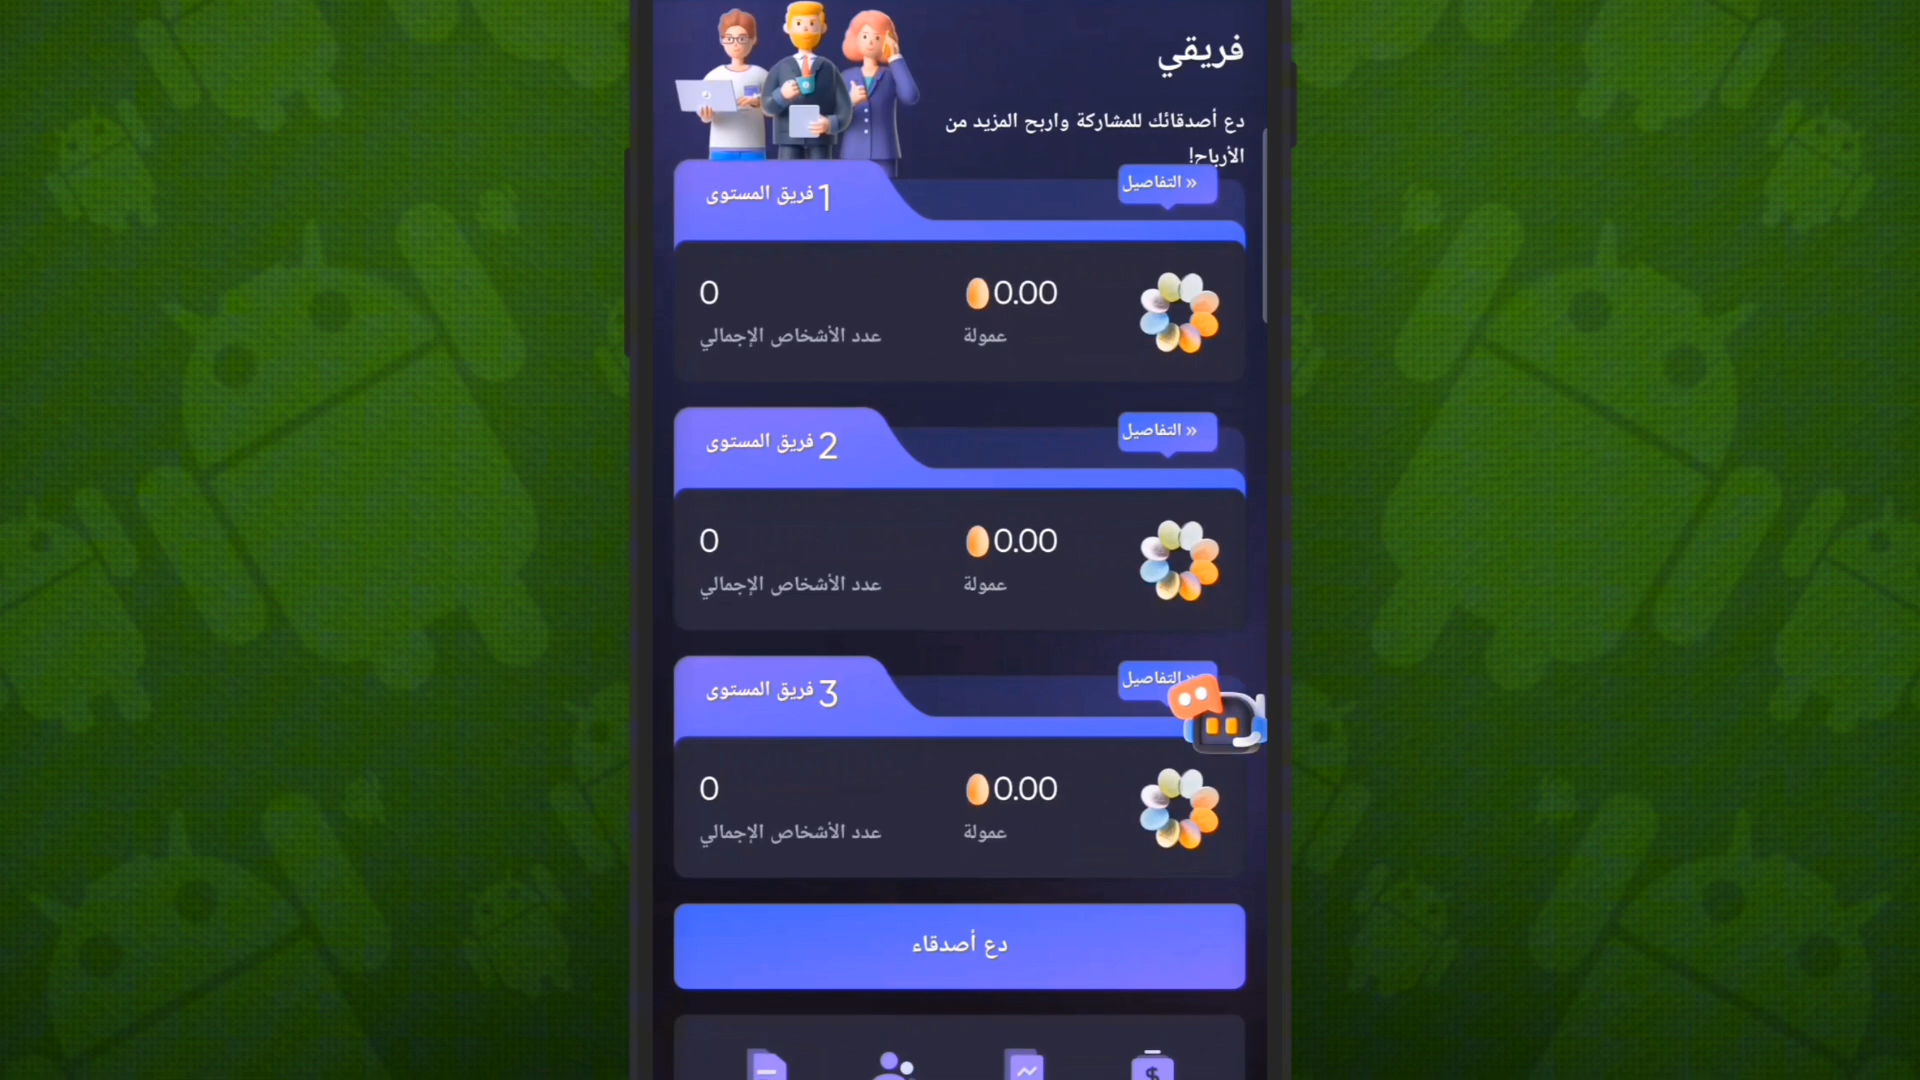 فريقي
دع أصدقائك للمشاركة واربح المزيد من
الأرباح!
فريق المستوى 1
التفاصيل »
0
0.00
عدد الأشخاص الإجمالي
عمولة
فريق المستوى 2
التفاصيل »
0
0.00
عدد الأشخاص الإجمالي
عمولة
فريق المستوى 3
التفاصيل »
0
0.00
عدد الأشخاص الإجمالي
عمولة
دع أصدقاء